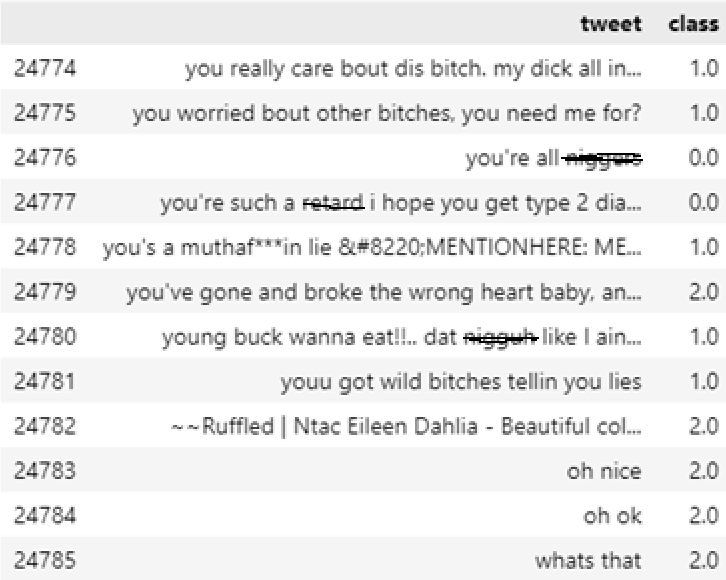 tweet class
24774 you really care bout dis bitch. my dick all in... 1.0
24775 you worried bout other bitches, you need me for? 1.0
24776 you're all niggers 0.0
24777 you're such a retard i hope you get type 2 dia... 0.0
24778 you's a muthaf***in lie &#8220;MENTIONHERE: ME... 1.0
24779 you've gone and broke the wrong heart baby, an... 2.0
24780 young buck wanna eat!!.. dat nigguh like I ain... 1.0
24781 youu got wild bitches tellin you lies 1.0
24782 ~~Ruffled | Ntac Eileen Dahlia - Beautiful col... 2.0
24783 oh nice 2.0
24784 oh ok 2.0
24785 whats that 2.0